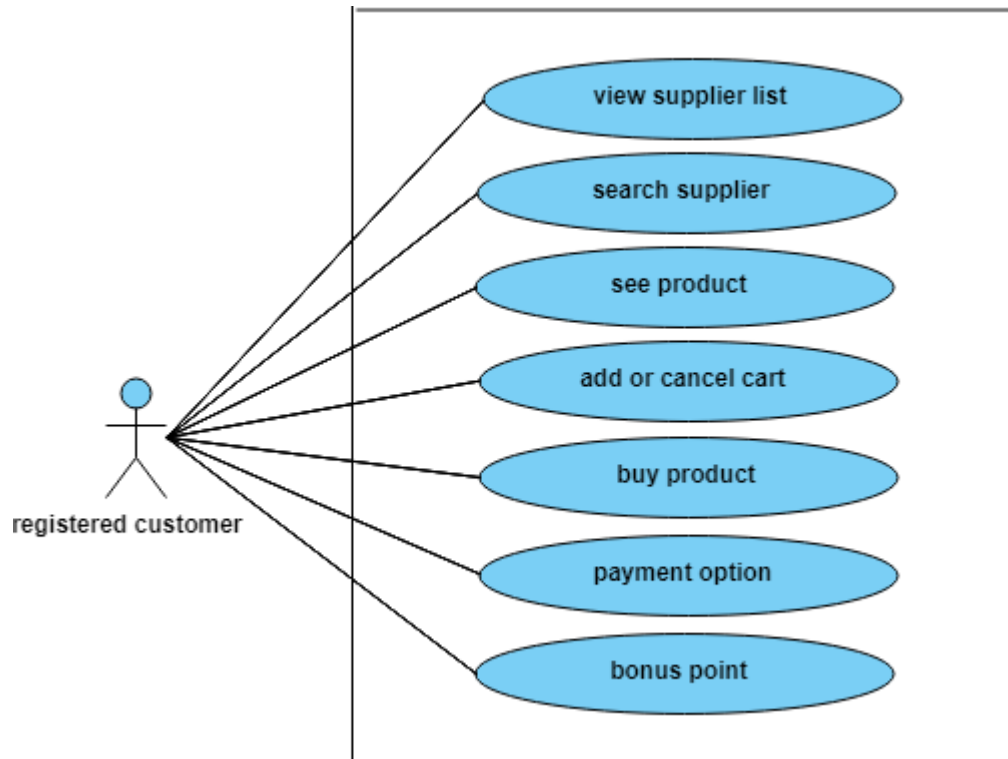 view supplier list
search supplier
see product
add or cancel cart
buy product
registered customer
payment option
bonus point